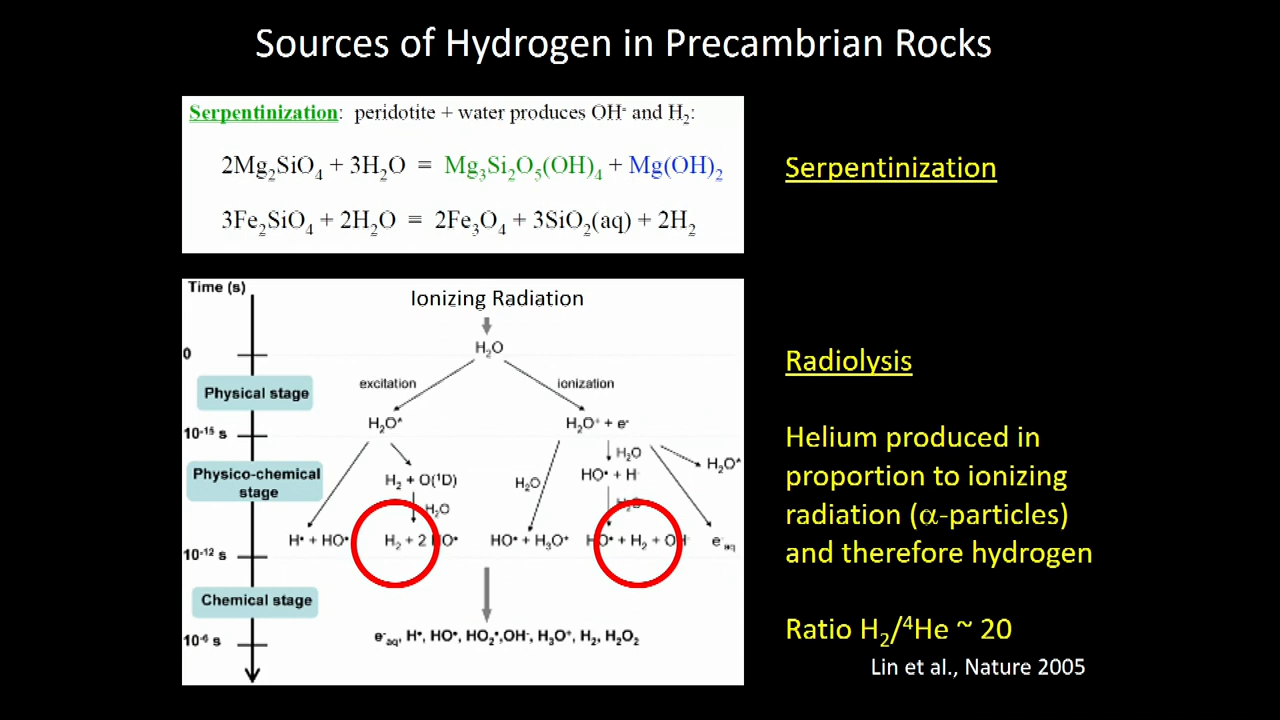 Sources of Hydrogen in Precambrian Rocks
Serpentinization: peridotite + water produces OH⁻ and H₂:
2Mg₂SiO₄ + 3H₂O = Mg₃Si₂O₅(OH)₄ + Mg(OH)₂
3Fe₂SiO₄ + 2H₂O = 2Fe₃O₄ + 3SiO₂(aq) + 2H₂
Serpentinization
Time (s)
Ionizing Radiation
0
H₂O
excitation
ionization
Physical stage
H₂O*
H₂O⁺ + e⁻
10⁻¹⁵ s
Physico-chemical
stage
H₂ + O(¹D)
H₂O
H₂O
H₂O
HO• + H⁻
H₂O
H₂O*
H• + HO•
H₂ + 2 HO•
HO• + H₃O⁺
HO• + H₂ + OH⁻
e⁻aq
10⁻¹² s
Chemical stage
10⁻⁶ s
e⁻aq, H•, HO•, HO₂•, OH⁻, H₃O⁺, H₂, H₂O₂
Radiolysis
Helium produced in
proportion to ionizing
radiation (α-particles)
and therefore hydrogen
Ratio H₂/⁴He ~ 20
Lin et al., Nature 2005